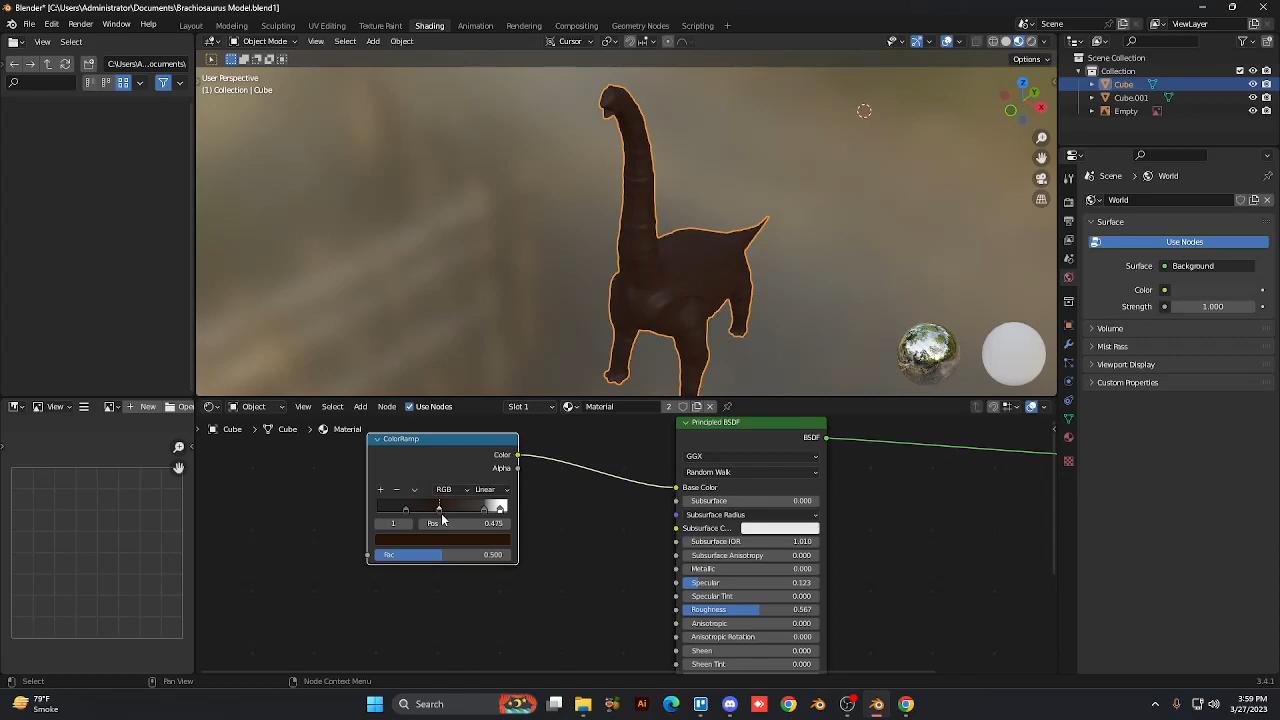 Blender* [C:\Users\Administrator\Documents\Brachiosaurus Model.blend1]
File Edit Render Window Help Layout Modeling Sculpting UV Editing Texture Paint Shading Animation Rendering Compositing Geometry Nodes Scripting + Scene ViewLayer
View Select Object Mode View Select Add Object Cursor
C:\A...ocuments\ Options
User Perspective
(1) Collection | Cube
Z
Y
X
Scene Collection
Collection
Cube
Cube.001
Empty
Scene > World
World
Surface
Use Nodes
Surface Background
Color
Strength 1.000
Volume
Mist Pass
Viewport Display
Custom Properties
View New Open Object View Select Add Node Use Nodes Slot 1 Material 2
Cube > Cube > Material
ColorRamp
Color
Alpha
+ − RGB Linear
1 Pos 0.475
Fac 0.500
Principled BSDF
BSDF
GGX
Random Walk
Base Color
Subsurface 0.000
Subsurface Radius
Subsurface C...
Subsurface IOR 1.010
Subsurface Anisotropy 0.000
Metallic 0.000
Specular 0.123
Specular Tint 0.000
Roughness 0.567
Anisotropic 0.000
Anisotropic Rotation 0.000
Sheen 0.000
Sheen Tint 0.000
Select Pan View Node Context Menu 3.4.1
79°F
Smoke
Search
Ai
3:59 PM
3/27/2023